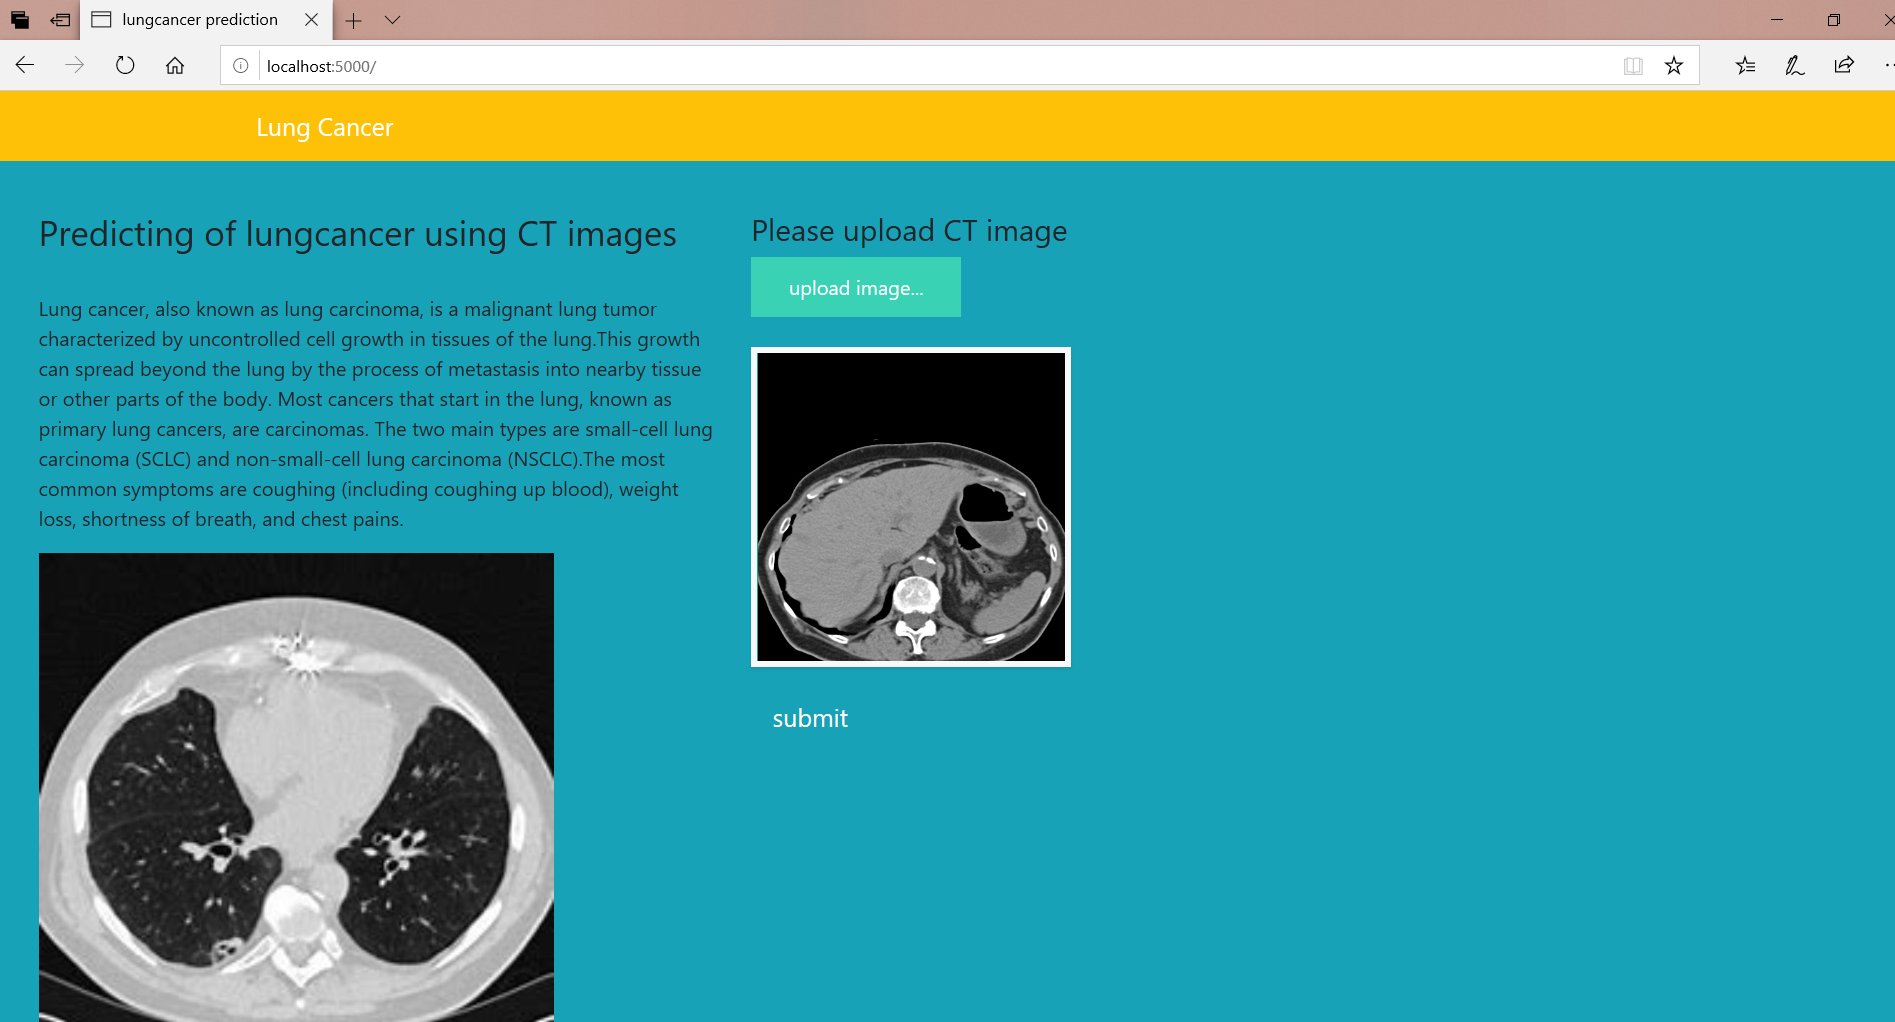 lungcancer prediction
localhost:5000/
Lung Cancer
Predicting of lungcancer using CT images
Lung cancer, also known as lung carcinoma, is a malignant lung tumor
characterized by uncontrolled cell growth in tissues of the lung.This growth
can spread beyond the lung by the process of metastasis into nearby tissue
or other parts of the body. Most cancers that start in the lung, known as
primary lung cancers, are carcinomas. The two main types are small-cell lung
carcinoma (SCLC) and non-small-cell lung carcinoma (NSCLC).The most
common symptoms are coughing (including coughing up blood), weight
loss, shortness of breath, and chest pains.
Please upload CT image
upload image...
submit